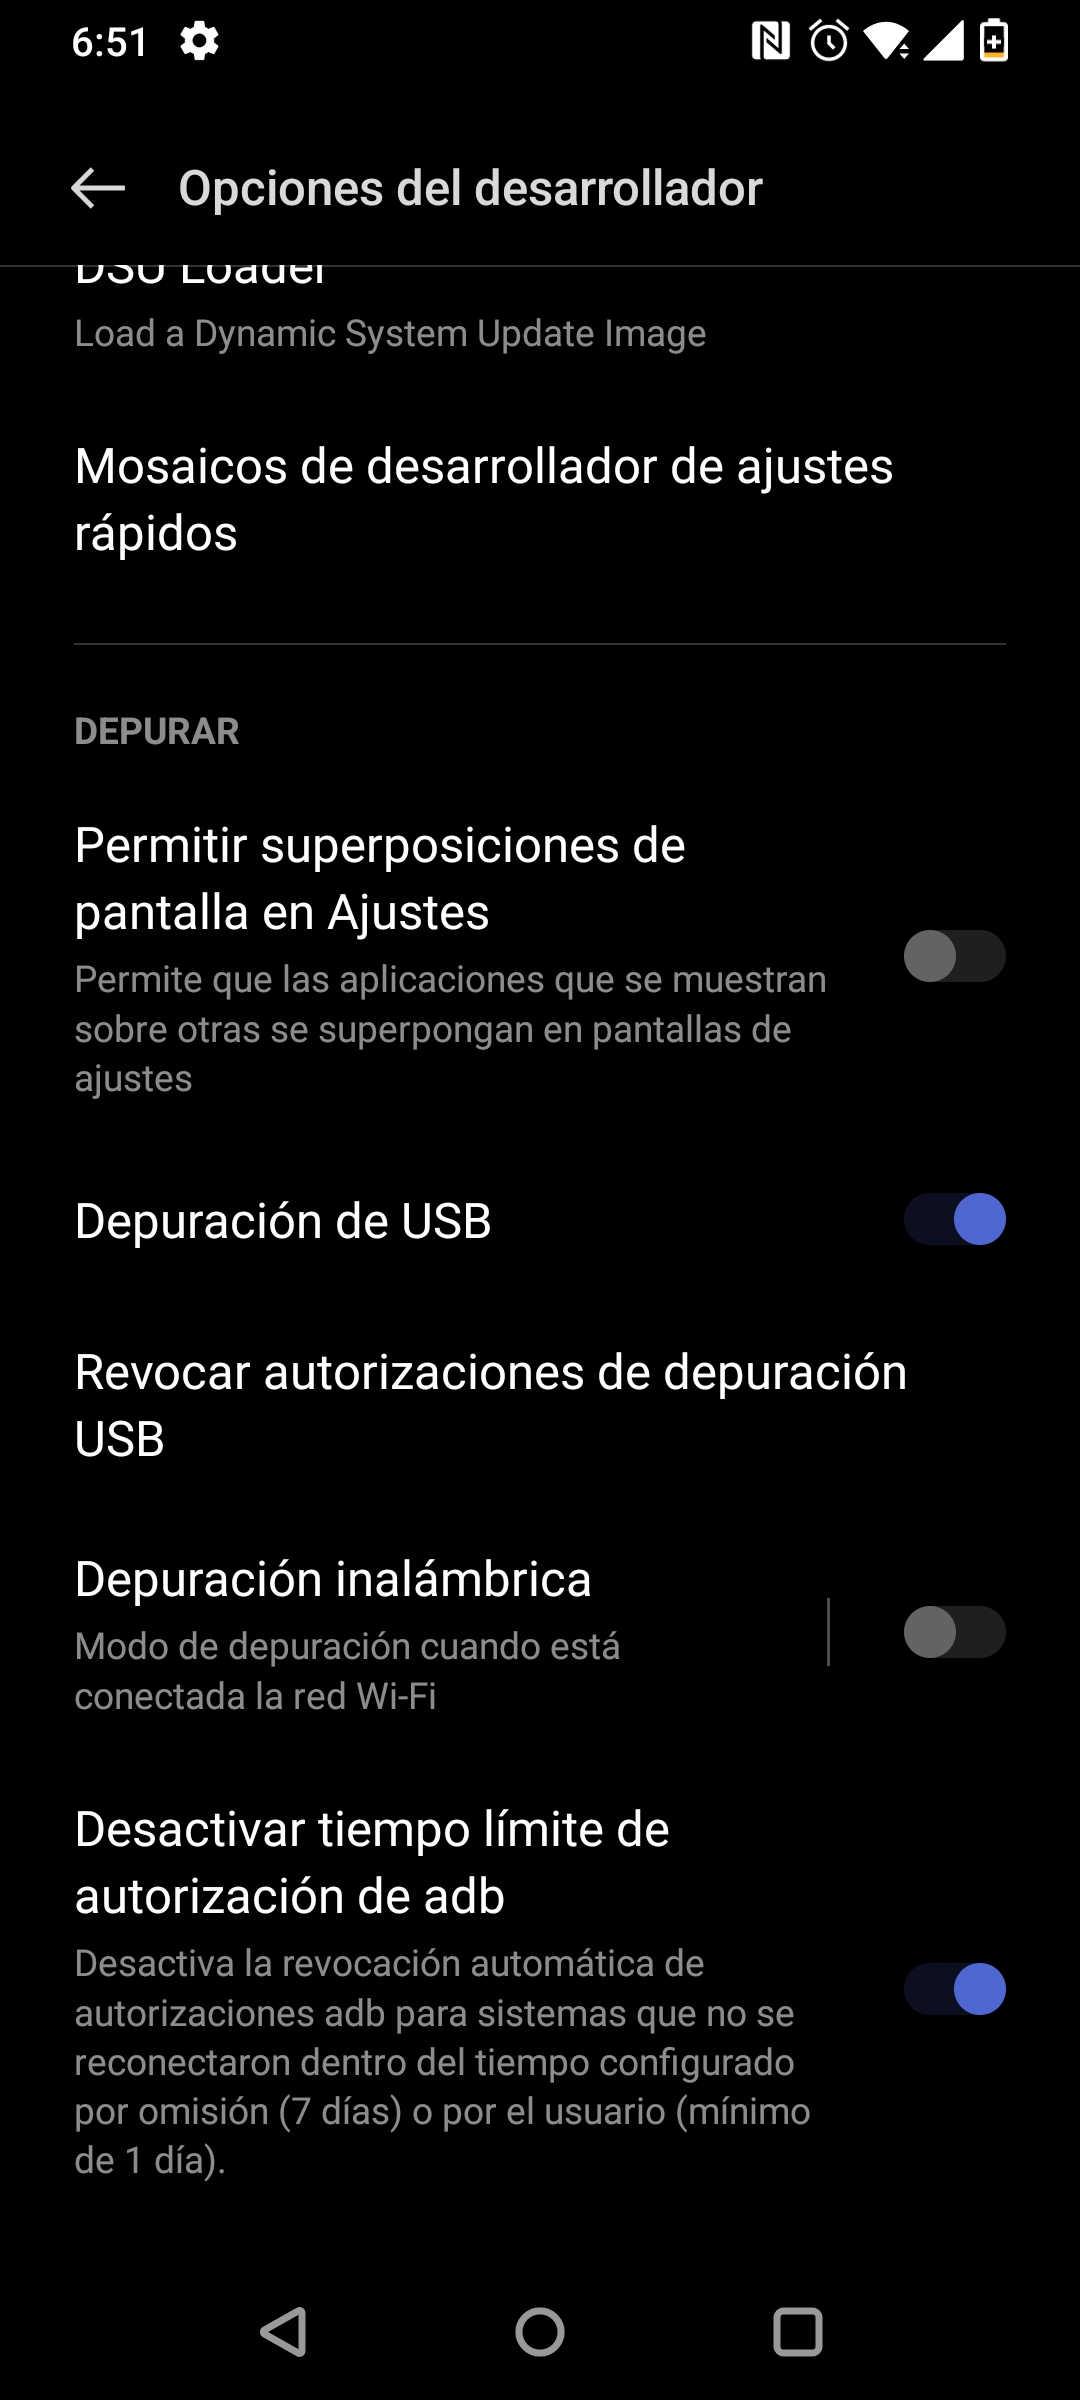 6:51
Opciones del desarrollador
DSU Loader
Load a Dynamic System Update Image
Mosaicos de desarrollador de ajustes
rápidos
DEPURAR
Permitir superposiciones de
pantalla en Ajustes
Permite que las aplicaciones que se muestran
sobre otras se superpongan en pantallas de
ajustes
Depuración de USB
Revocar autorizaciones de depuración
USB
Depuración inalámbrica
Modo de depuración cuando está
conectada la red Wi-Fi
Desactivar tiempo límite de
autorización de adb
Desactiva la revocación automática de
autorizaciones adb para sistemas que no se
reconectaron dentro del tiempo configurado
por omisión (7 días) o por el usuario (mínimo
de 1 día).